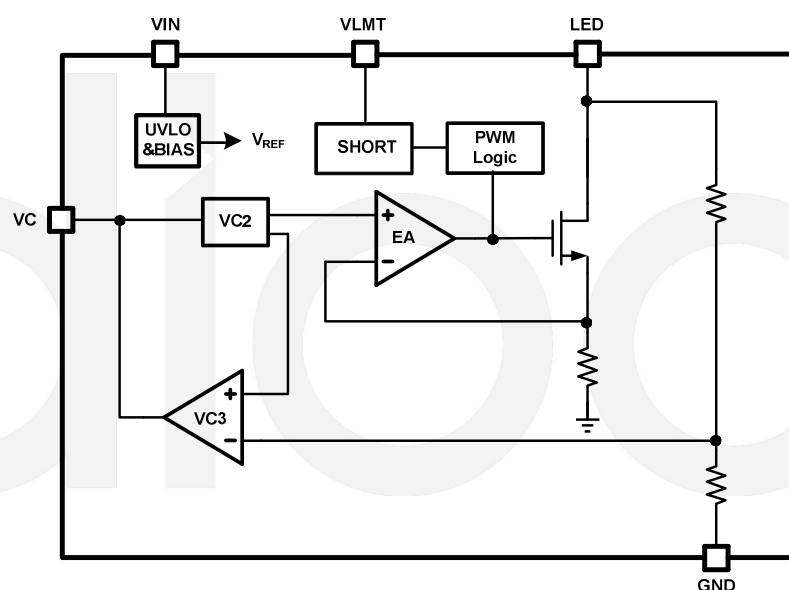 VIN
VLMT
LED
UVLO
&BIAS
VREF
SHORT
PWM
Logic
VC
VC2
+
EA
−
+
VC3
−
GND